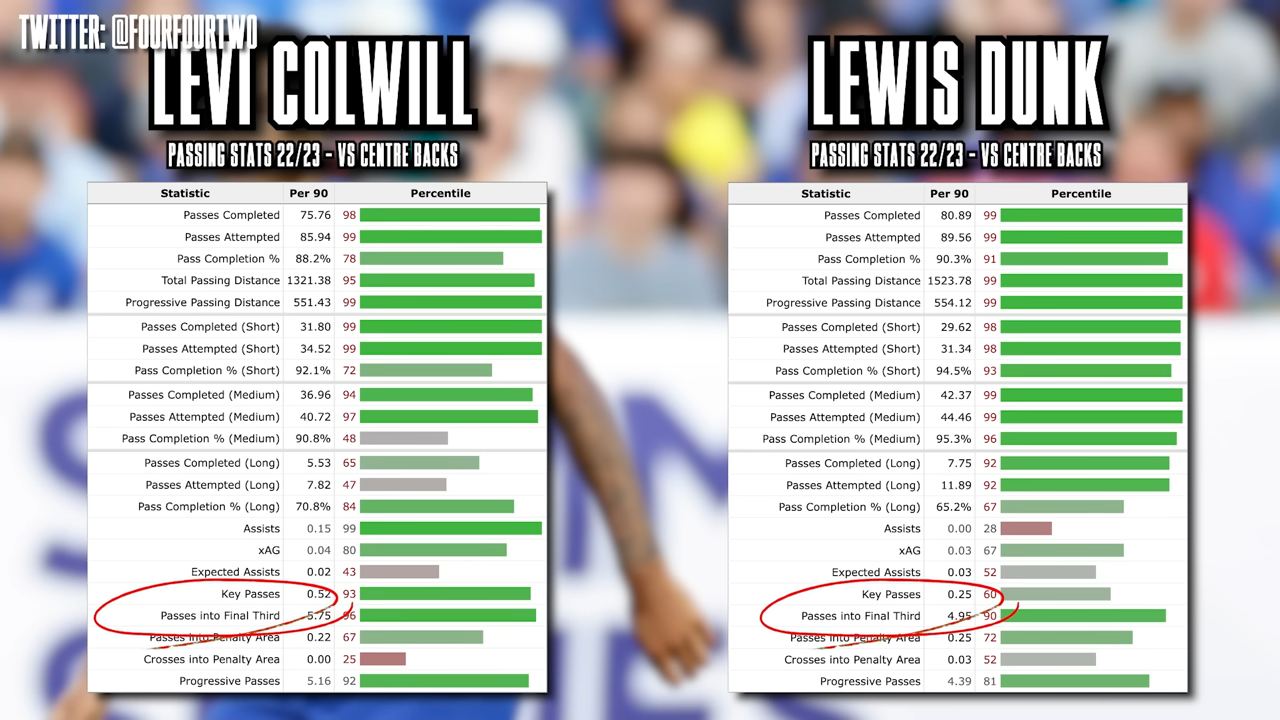 TWITTER: @FOURFOURTWO
LEVI COLWILL
PASSING STATS 22/23 - VS CENTRE BACKS
Statistic Per 90 Percentile
Passes Completed 75.76 98
Passes Attempted 85.94 99
Pass Completion % 88.2% 78
Total Passing Distance 1321.38 95
Progressive Passing Distance 551.43 99
Passes Completed (Short) 31.80 99
Passes Attempted (Short) 34.52 99
Pass Completion % (Short) 92.1% 72
Passes Completed (Medium) 36.96 94
Passes Attempted (Medium) 40.72 97
Pass Completion % (Medium) 90.8% 48
Passes Completed (Long) 5.53 65
Passes Attempted (Long) 7.82 47
Pass Completion % (Long) 70.8% 84
Assists 0.15 99
xAG 0.04 80
Expected Assists 0.02 43
Key Passes 0.52 93
Passes into Final Third 5.75 96
Passes into Penalty Area 0.22 67
Crosses into Penalty Area 0.00 25
Progressive Passes 5.16 92
LEWIS DUNK
PASSING STATS 22/23 - VS CENTRE BACKS
Statistic Per 90 Percentile
Passes Completed 80.89 99
Passes Attempted 89.56 99
Pass Completion % 90.3% 91
Total Passing Distance 1523.78 99
Progressive Passing Distance 554.12 99
Passes Completed (Short) 29.62 98
Passes Attempted (Short) 31.34 98
Pass Completion % (Short) 94.5% 93
Passes Completed (Medium) 42.37 99
Passes Attempted (Medium) 44.46 99
Pass Completion % (Medium) 95.3% 96
Passes Completed (Long) 7.75 92
Passes Attempted (Long) 11.89 92
Pass Completion % (Long) 65.2% 67
Assists 0.00 28
xAG 0.03 67
Expected Assists 0.03 52
Key Passes 0.25 60
Passes into Final Third 4.95 90
Passes into Penalty Area 0.25 72
Crosses into Penalty Area 0.03 52
Progressive Passes 4.39 81